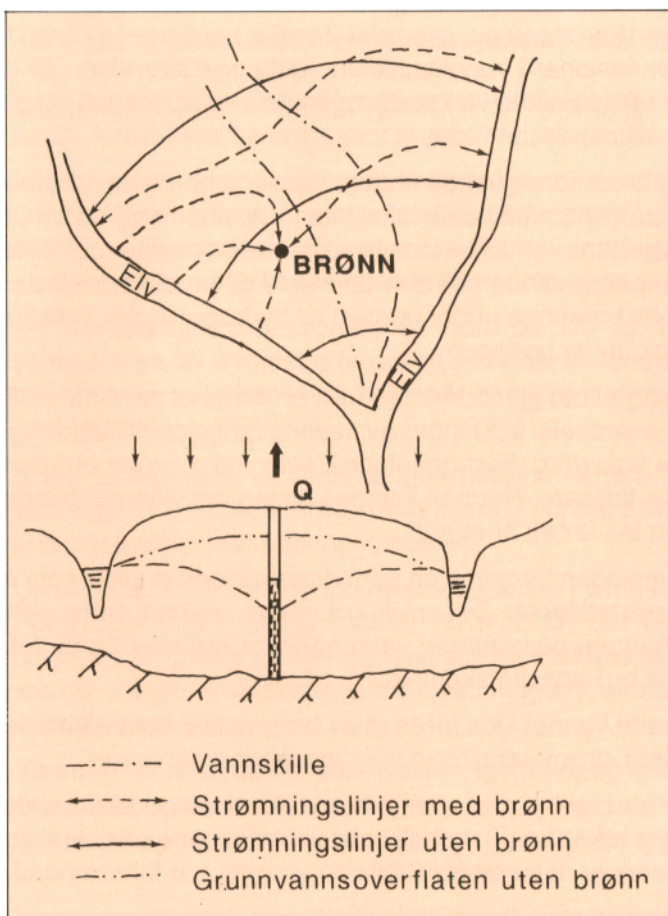 BRØNN
Elv
Elv
Q
Vannskille
Strømningslinjer med brønn
Strømningslinjer uten brønn
Grunnvannsoverflaten uten brønn